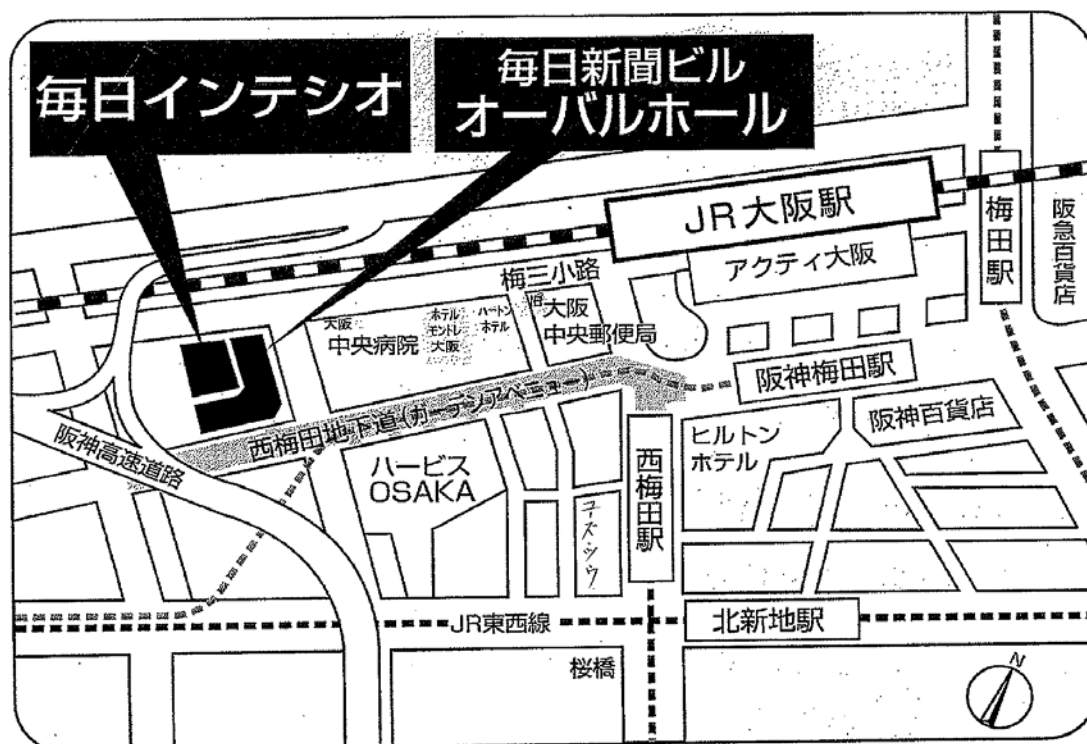 毎日インテシオ
毎日新聞ビル
オーバルホール
JR大阪駅
梅田駅
阪急百貨店
アクティ大阪
梅三小路
旧大阪
中央郵便局
大阪
中央病院
ホテル
モントレ
大阪
ハートン
ホテル
阪神梅田駅
阪神百貨店
西梅田地下道(ガーデンアベニュー)
阪神高速道路
ハービス
OSAKA
西梅田駅
ヒルトン
ホテル
JR東西線
北新地駅
桜橋
N